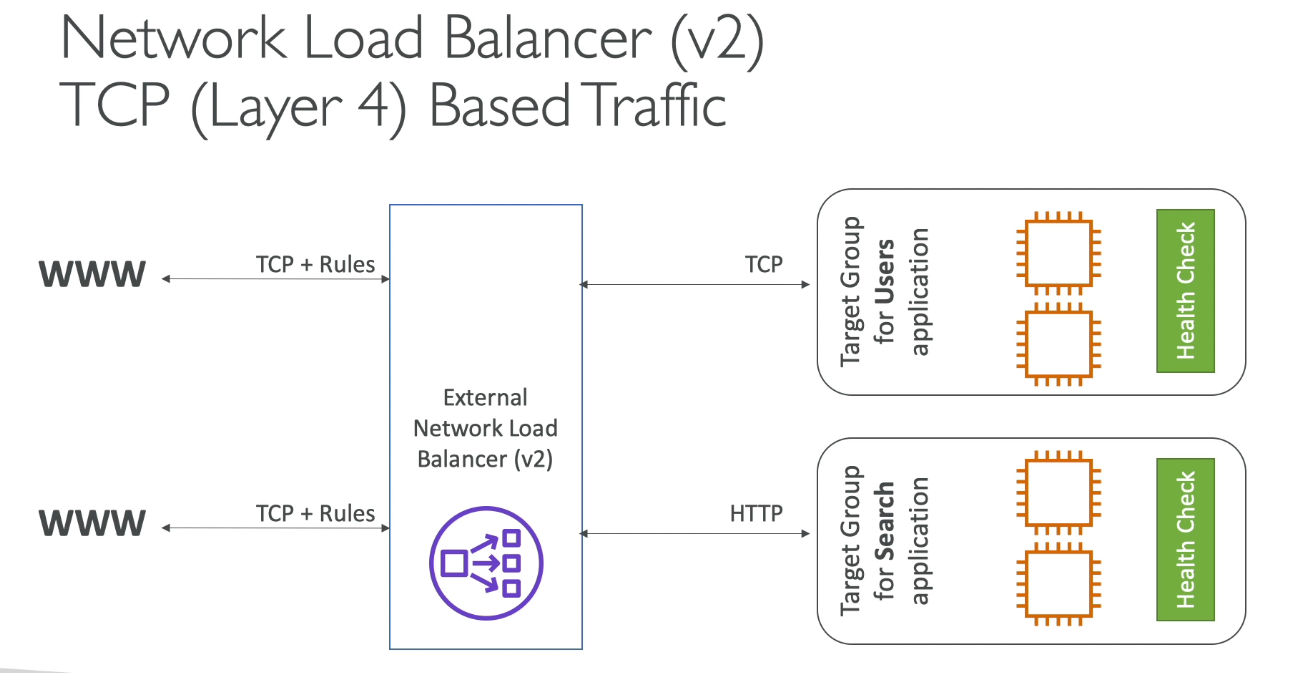 Network Load Balancer (v2)
TCP (Layer 4) Based Traffic
WWW
TCP + Rules
TCP
Target Group
for Users
application
Health Check
External
Network Load
Balancer (v2)
WWW
TCP + Rules
HTTP
Target Group
for Search
application
Health Check